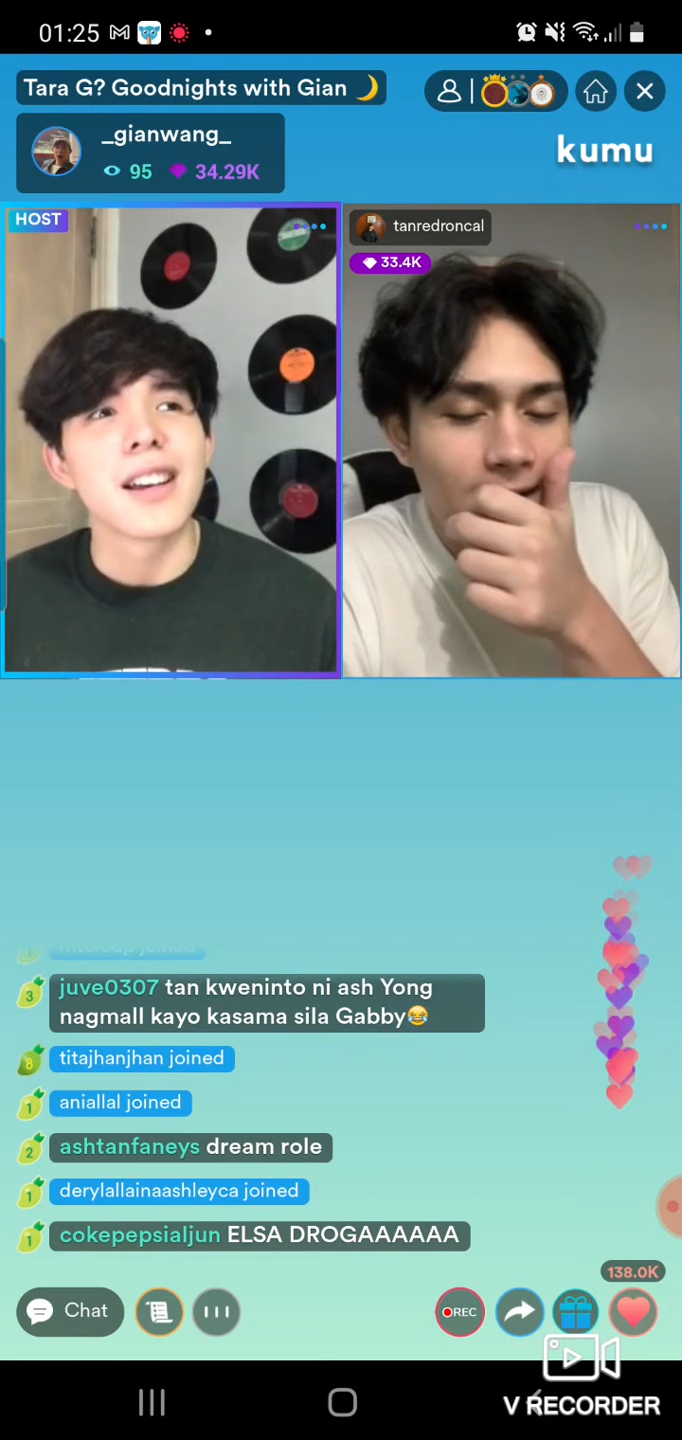 01:25
Tara G? Goodnights with Gian 🌙
_gianwang_
95 34.29K
kumu
HOST
tanredroncal
33.4K
3 juve0307 tan kweninto ni ash Yong
nagmall kayo kasama sila Gabby😂
8 titajhanjhan joined
1 aniallal joined
2 ashtanfaneys dream role
1 derylallainaashleyca joined
1 cokepepsialjun ELSA DROGAAAAAA
138.0K
Chat
REC
V RECORDER